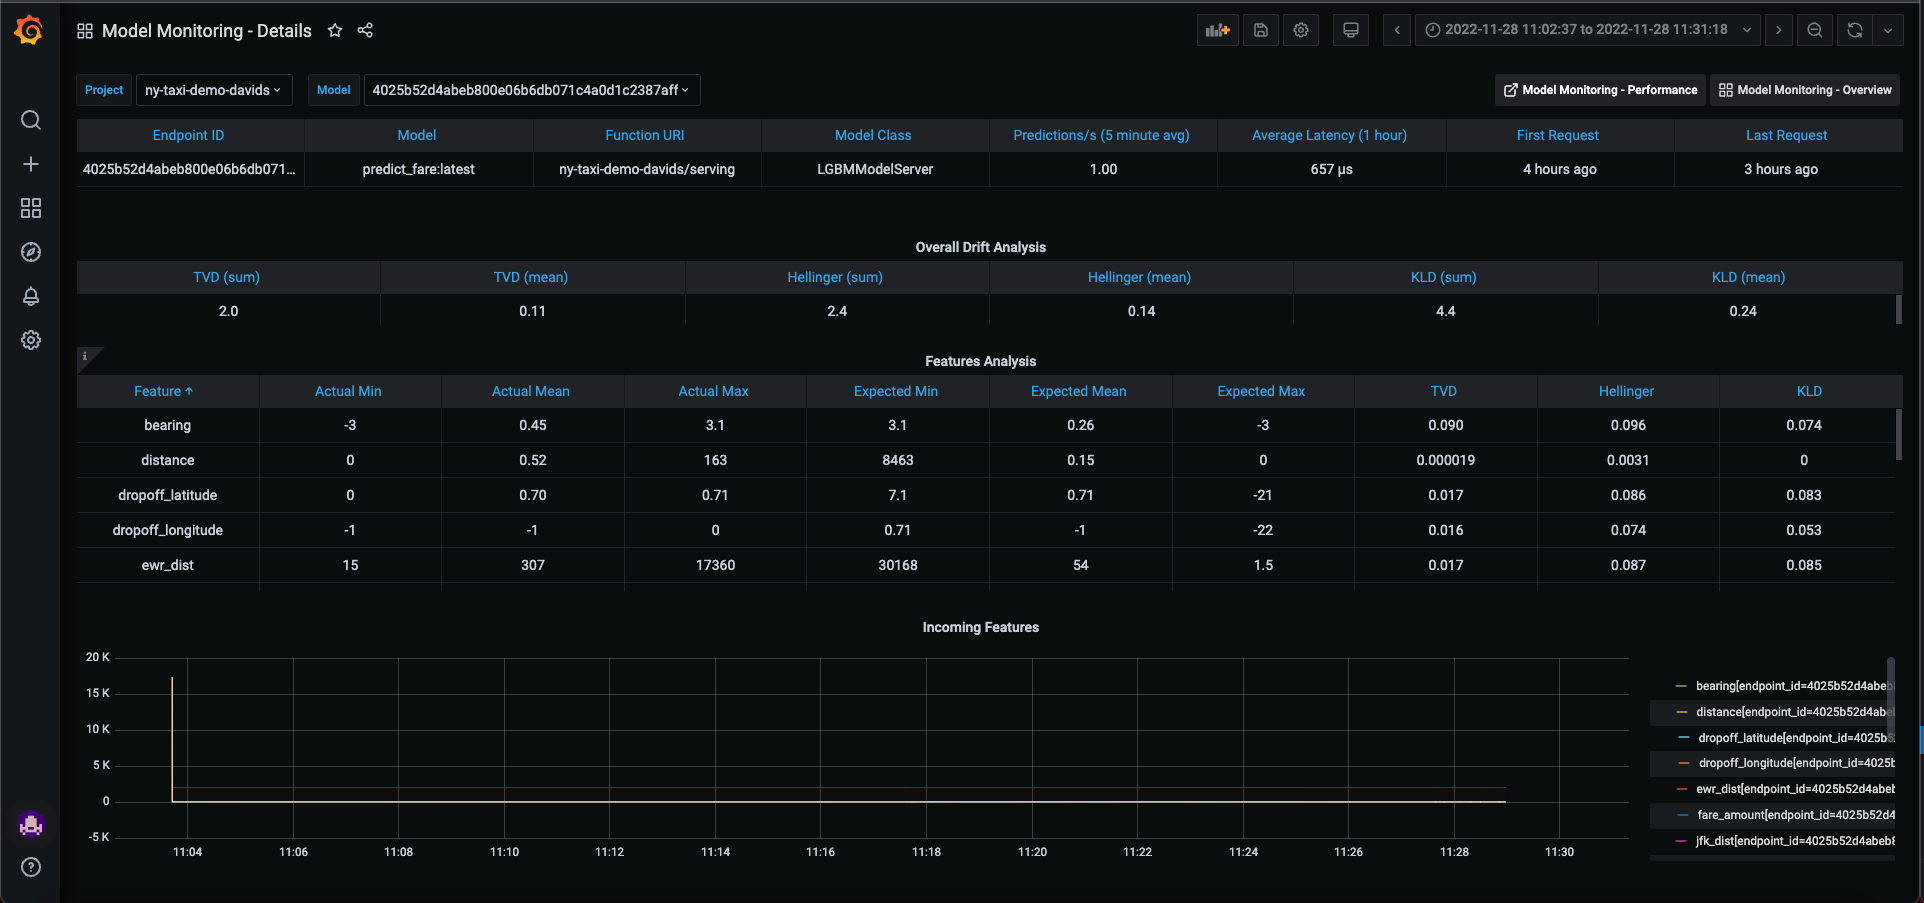 Model Monitoring - Details
2022-11-28 11:02:37 to 2022-11-28 11:31:18
Project ny-taxi-demo-davids Model 4025b52d4abeb800e06b6db071c4a0d1c2387aff Model Monitoring - Performance Model Monitoring - Overview
Endpoint ID Model Function URI Model Class Predictions/s (5 minute avg) Average Latency (1 hour) First Request Last Request
4025b52d4abeb800e06b6db071... predict_fare:latest ny-taxi-demo-davids/serving LGBMModelServer 1.00 657 µs 4 hours ago 3 hours ago
Overall Drift Analysis
TVD (sum) TVD (mean) Hellinger (sum) Hellinger (mean) KLD (sum) KLD (mean)
2.0 0.11 2.4 0.14 4.4 0.24
i
Features Analysis
Feature Actual Min Actual Mean Actual Max Expected Min Expected Mean Expected Max TVD Hellinger KLD
bearing -3 0.45 3.1 3.1 0.26 -3 0.090 0.096 0.074
distance 0 0.52 163 8463 0.15 0 0.000019 0.0031 0
dropoff_latitude 0 0.70 0.71 7.1 0.71 -21 0.017 0.086 0.083
dropoff_longitude -1 -1 0 0.71 -1 -22 0.016 0.074 0.053
ewr_dist 15 307 17360 30168 54 1.5 0.017 0.087 0.085
Incoming Features
20 K
15 K
10 K
5 K
0
-5 K
11:04 11:06 11:08 11:10 11:12 11:14 11:16 11:18 11:20 11:22 11:24 11:26 11:28 11:30
bearing[endpoint_id=4025b52d4abeb
distance[endpoint_id=4025b52d4ab
dropoff_latitude[endpoint_id=4025b5
dropoff_longitude[endpoint_id=4025b
ewr_dist[endpoint_id=4025b52d4abeb
fare_amount[endpoint_id=4025b52d4
jfk_dist[endpoint_id=4025b52d4abeb8